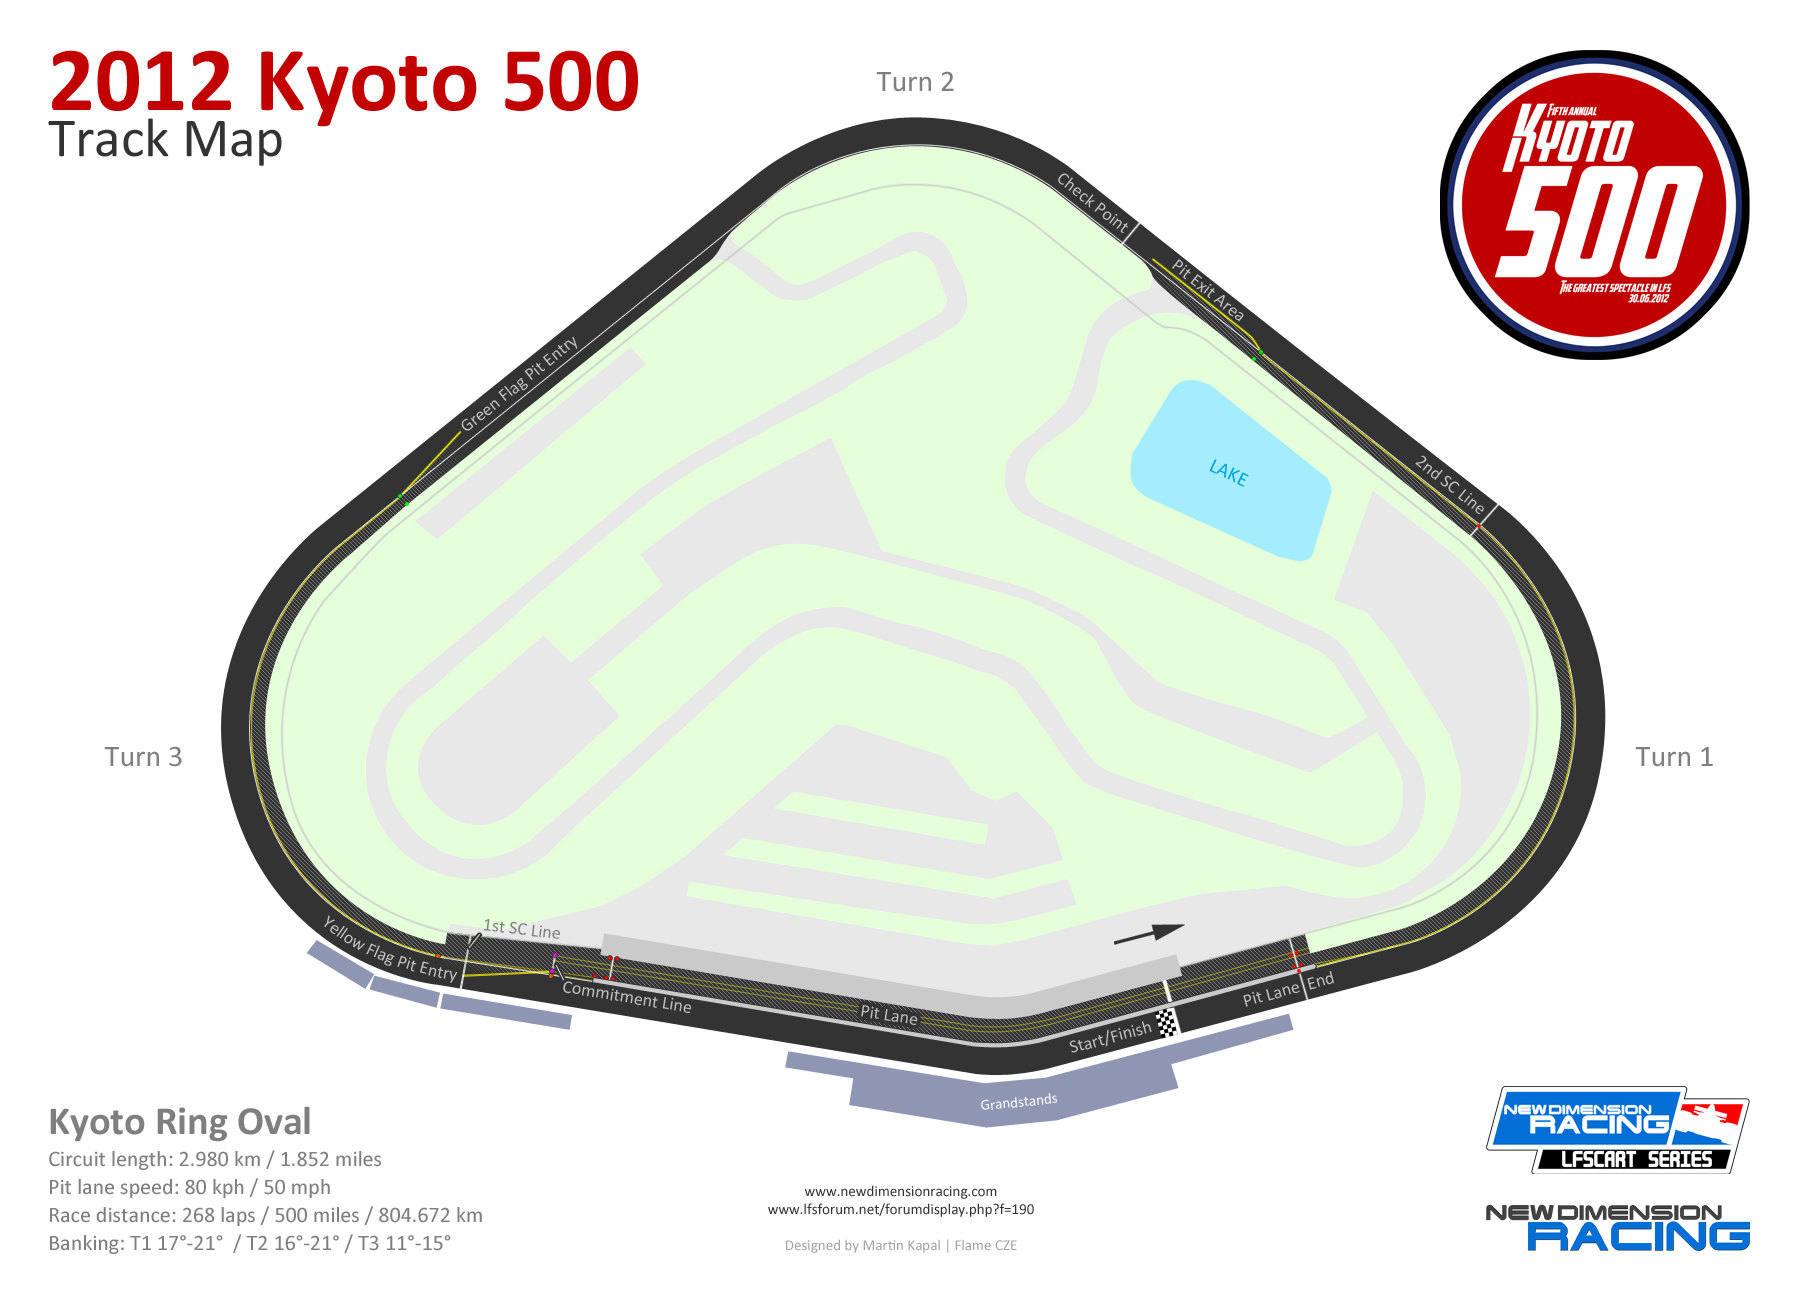 2012 Kyoto 500
Track Map
Turn 2
FIFTH ANNUAL
KYOTO
500
THE GREATEST SPECTACLE IN LFS
30.06.2012
Check Point
Pit Exit Area
Green Flag Pit Entry
LAKE
2nd SC Line
Turn 3
Turn 1
1st SC Line
Yellow Flag Pit Entry
Commitment Line
Pit Lane
Start/Finish
Pit Lane End
Grandstands
Kyoto Ring Oval
Circuit length: 2.980 km / 1.852 miles
Pit lane speed: 80 kph / 50 mph
Race distance: 268 laps / 500 miles / 804.672 km
Banking: T1 17°-21° / T2 16°-21° / T3 11°-15°
www.newdimensionracing.com
www.lfsforum.net/forumdisplay.php?f=190
Designed by Martin Kapal | Flame CZE
NEW DIMENSION
RACING
LFSCART SERIES
NEW DIMENSION
RACING